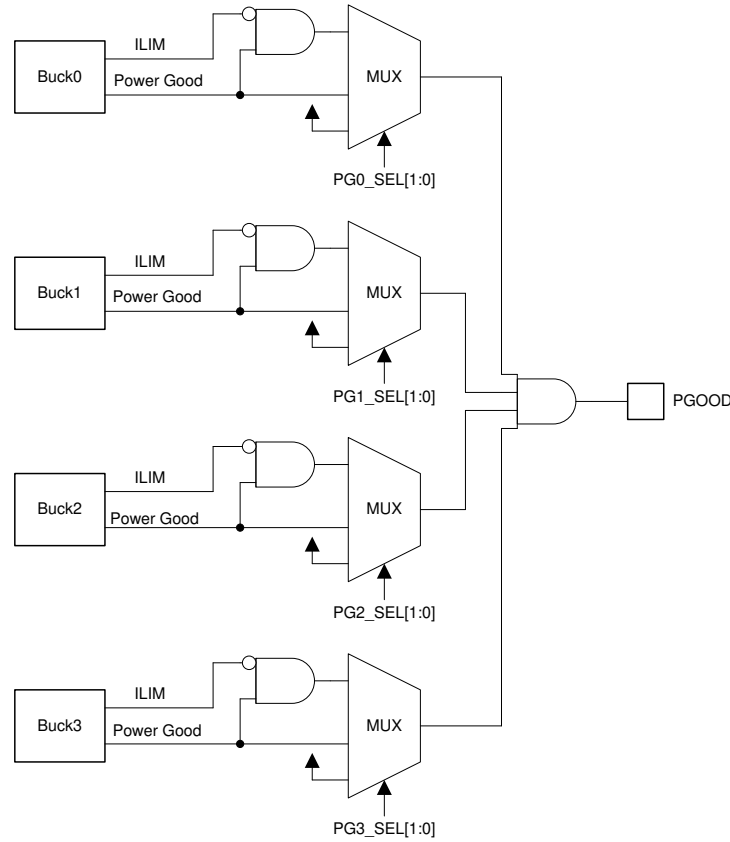 ILIM
Buck0
Power Good
MUX
PG0_SEL[1:0]
ILIM
Buck1
Power Good
MUX
PG1_SEL[1:0]
PGOOD
ILIM
Buck2
Power Good
MUX
PG2_SEL[1:0]
ILIM
Buck3
Power Good
MUX
PG3_SEL[1:0]